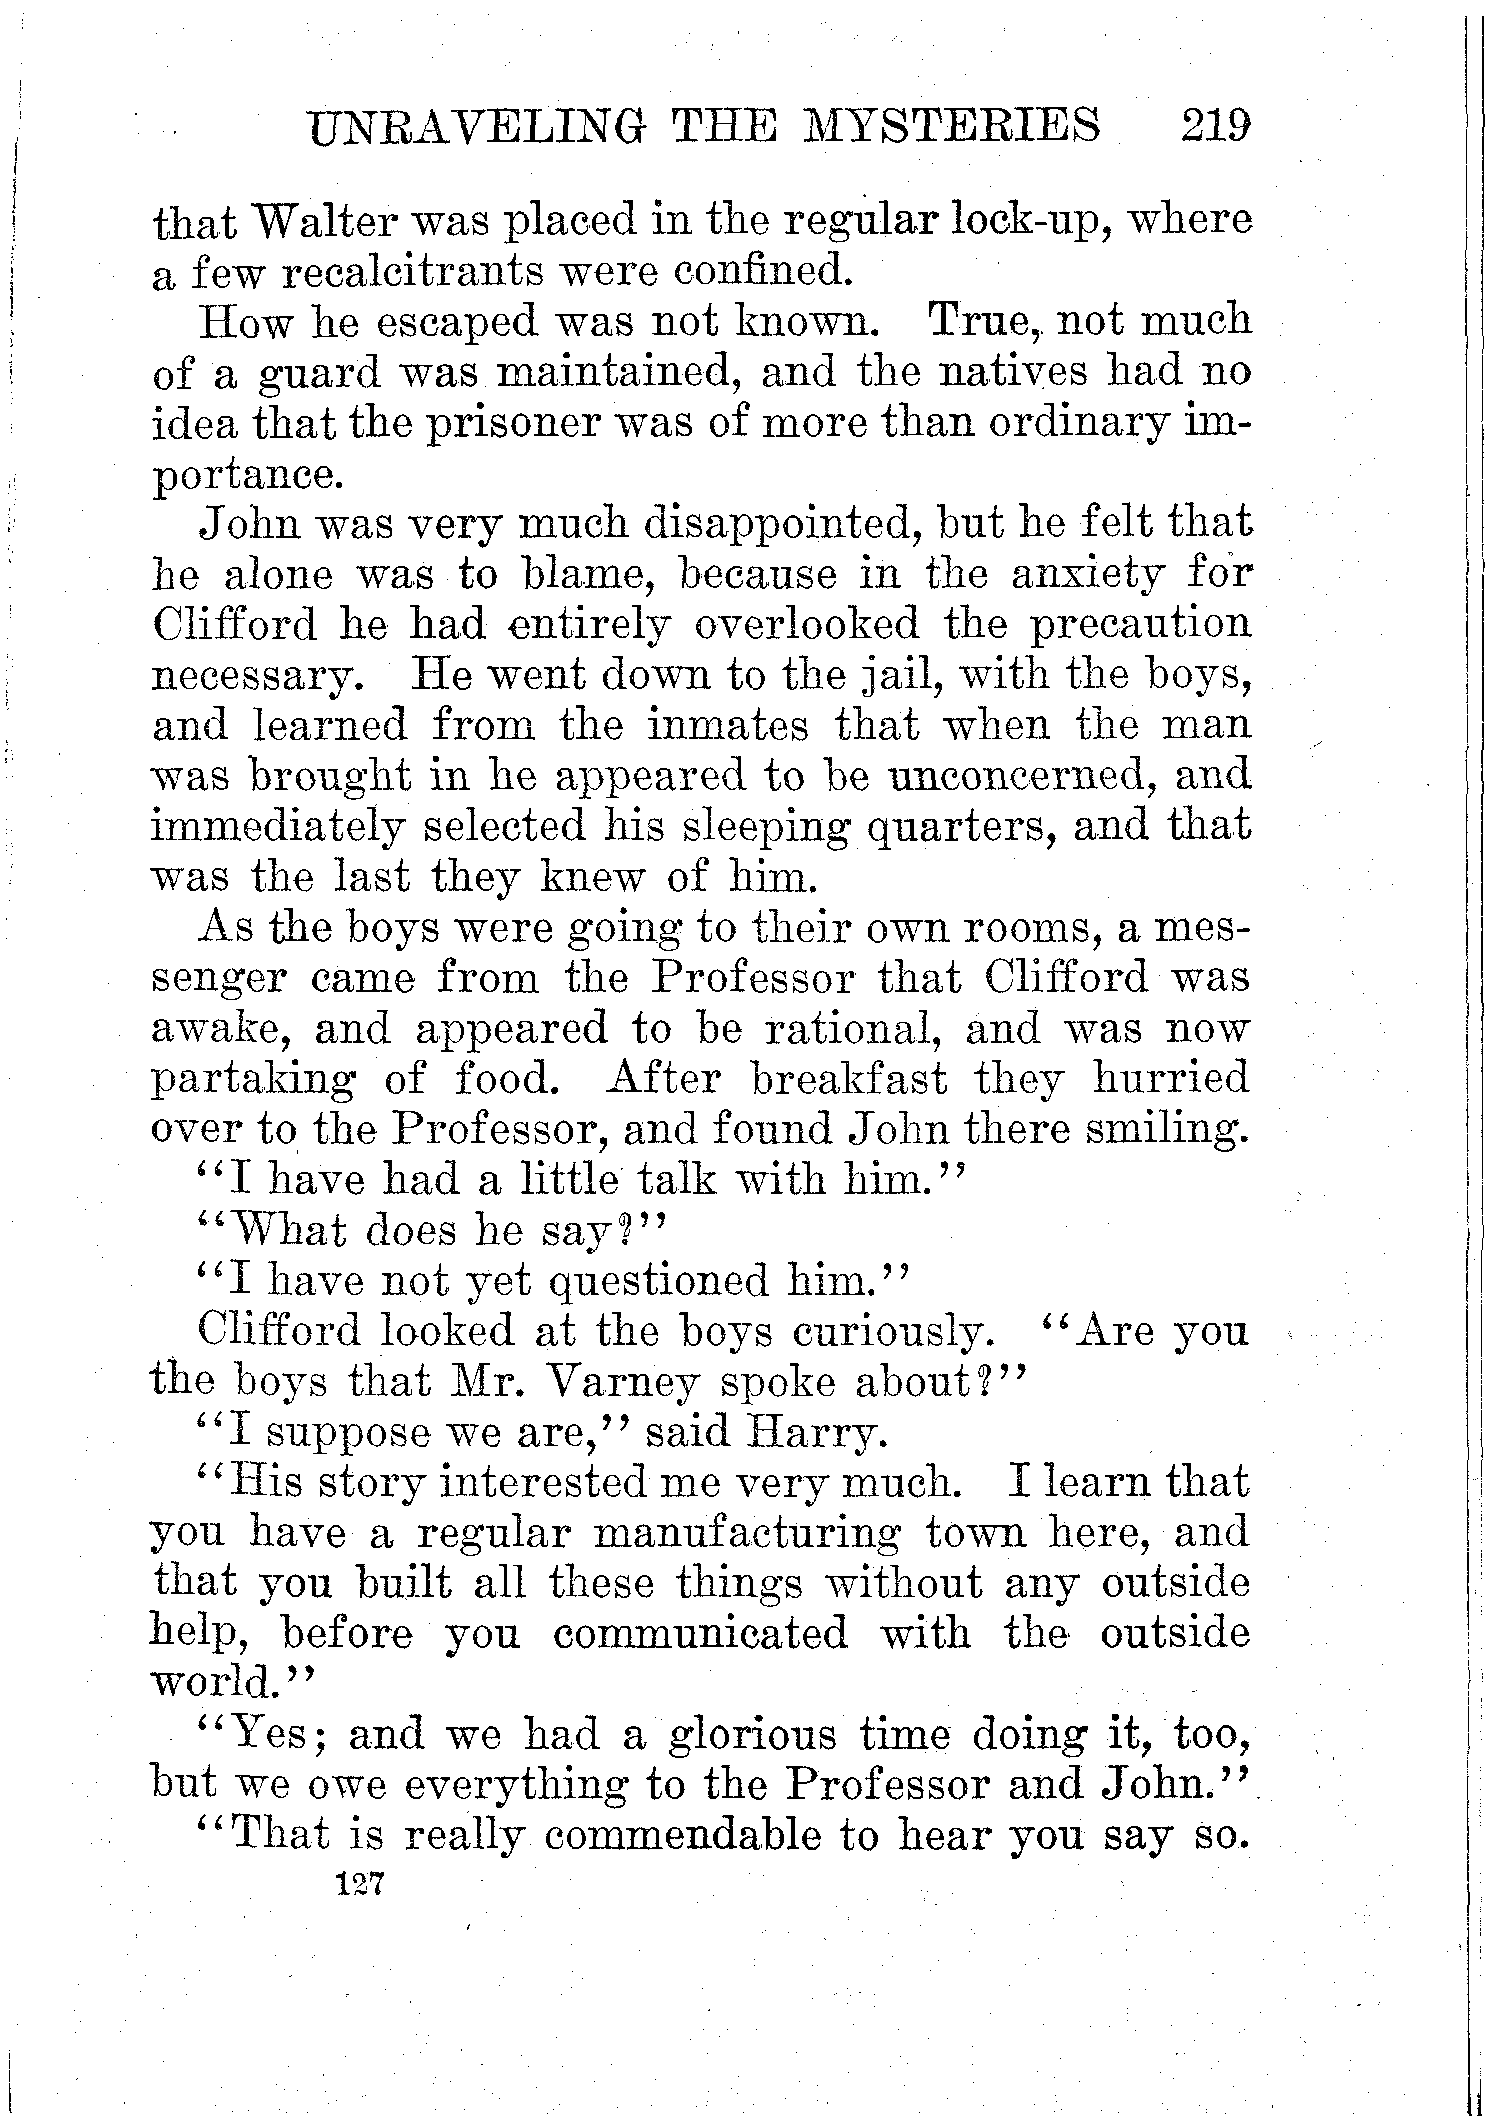 UNRAVELING THE MYSTERIES 219
that Walter was placed in the regular lock-up, where
a few recalcitrants were confined.
How he escaped was not known. True, not much
of a guard was maintained, and the natives had no
idea that the prisoner was of more than ordinary im-
portance.
John was very much disappointed, but he felt that
he alone was to blame, because in the anxiety for
Clifford he had entirely overlooked the precaution
necessary. He went down to the jail, with the boys,
and learned from the inmates that when the man
was brought in he appeared to be unconcerned, and
immediately selected his sleeping quarters, and that
was the last they knew of him.
As the boys were going to their own rooms, a mes-
senger came from the Professor that Clifford was
awake, and appeared to be rational, and was now
partaking of food. After breakfast they hurried
over to the Professor, and found John there smiling.
"I have had a little talk with him."
"What does he say?"
"I have not yet questioned him."
Clifford looked at the boys curiously. "Are you
the boys that Mr. Varney spoke about?"
"I suppose we are," said Harry.
"His story interested me very much. I learn that
you have a regular manufacturing town here, and
that you built all these things without any outside
help, before you communicated with the outside
world."
"Yes; and we had a glorious time doing it, too,
but we owe everything to the Professor and John."
"That is really commendable to hear you say so.
127